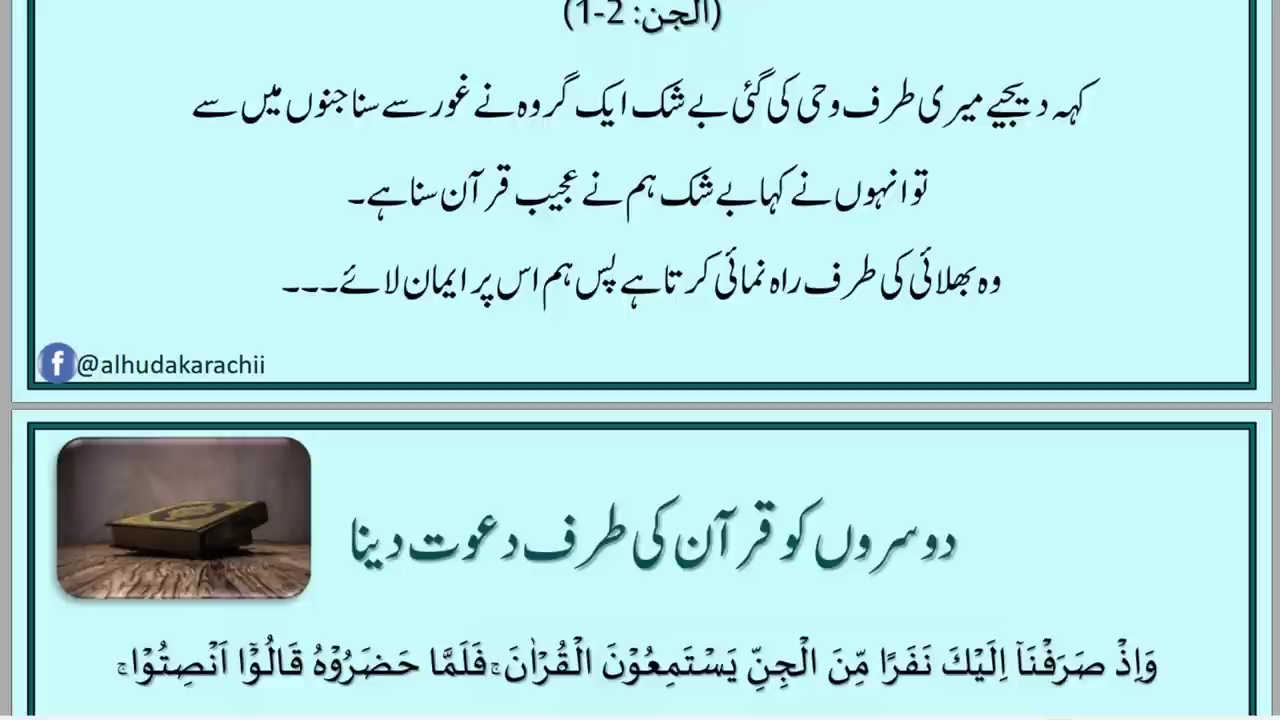 (الجن: 2-1)
کہہ دیجیے میری طرف وحی کی گئی بے شک ایک گروہ نے غور سے سنا جنوں میں سے
تو انہوں نے کہا بے شک ہم نے عجیب قرآن سنا ہے۔
وہ بھلائی کی طرف راہ نمائی کرتا ہے پس ہم اس پر ایمان لائے۔۔۔
@alhudakarachii
دوسروں کو قرآن کی طرف دعوت دینا
وَاِذْ صَرَفْنَآ اِلَيْكَ نَفَرًا مِّنَ الْجِنِّ يَسْتَمِعُوْنَ الْقُرْاٰنَ ۚ فَلَمَّا حَضَرُوْهُ قَالُوْٓا اَنْصِتُوْا ۚ